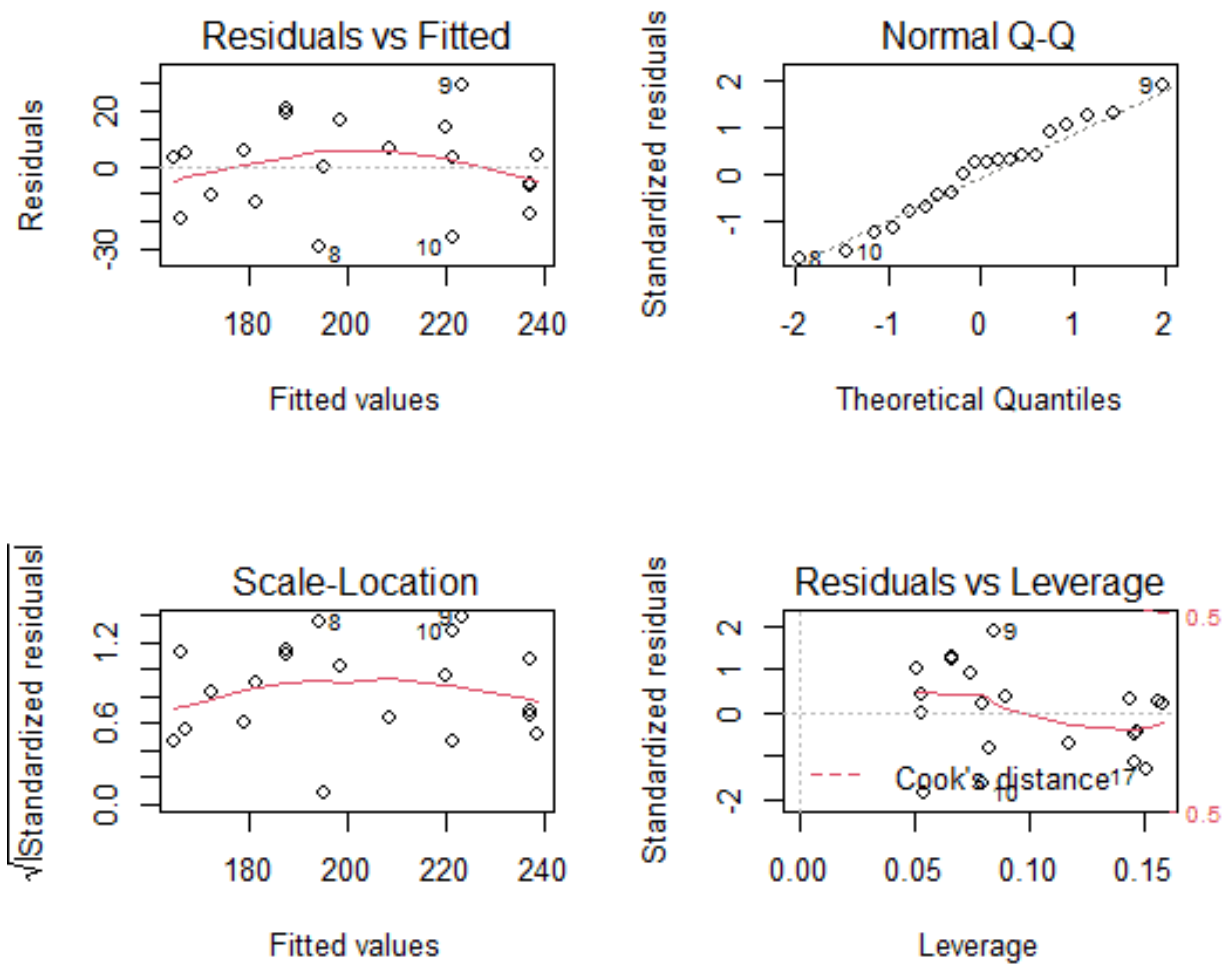 Residuals vs Fitted
Residuals
20
0
-30
9
8
10
180 200 220 240
Fitted values
Normal Q-Q
Standardized residuals
2
1
0
-1
9
8
10
-2 -1 0 1 2
Theoretical Quantiles
Scale-Location
√|Standardized residuals|
1.2
0.6
0.0
8
9
10
180 200 220 240
Fitted values
Residuals vs Leverage
Standardized residuals
2
1
0
-2
9
0.5
Cook's distance
17
10
0.5
0.00 0.05 0.10 0.15
Leverage